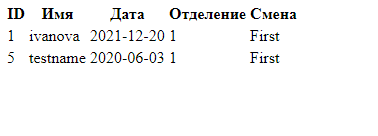 ID Имя Дата Отделение Смена
1 ivanova 2021-12-20 1 First
5 testname 2020-06-03 1 First